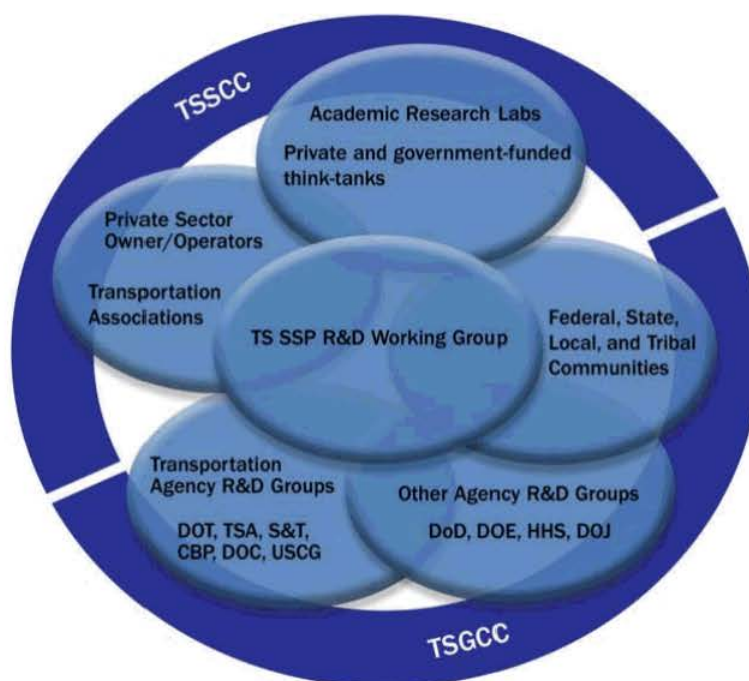 TSSCC
Academic Research Labs
Private and government-funded
think-tanks
Private Sector
Owner/Operators
Transportation
Associations
TS SSP R&D Working Group
Federal, State,
Local, and Tribal
Communities
Transportation
Agency R&D Groups
DOT, TSA, S&T,
CBP, DOC, USCG
Other Agency R&D Groups
DoD, DOE, HHS, DOJ
TSGCC